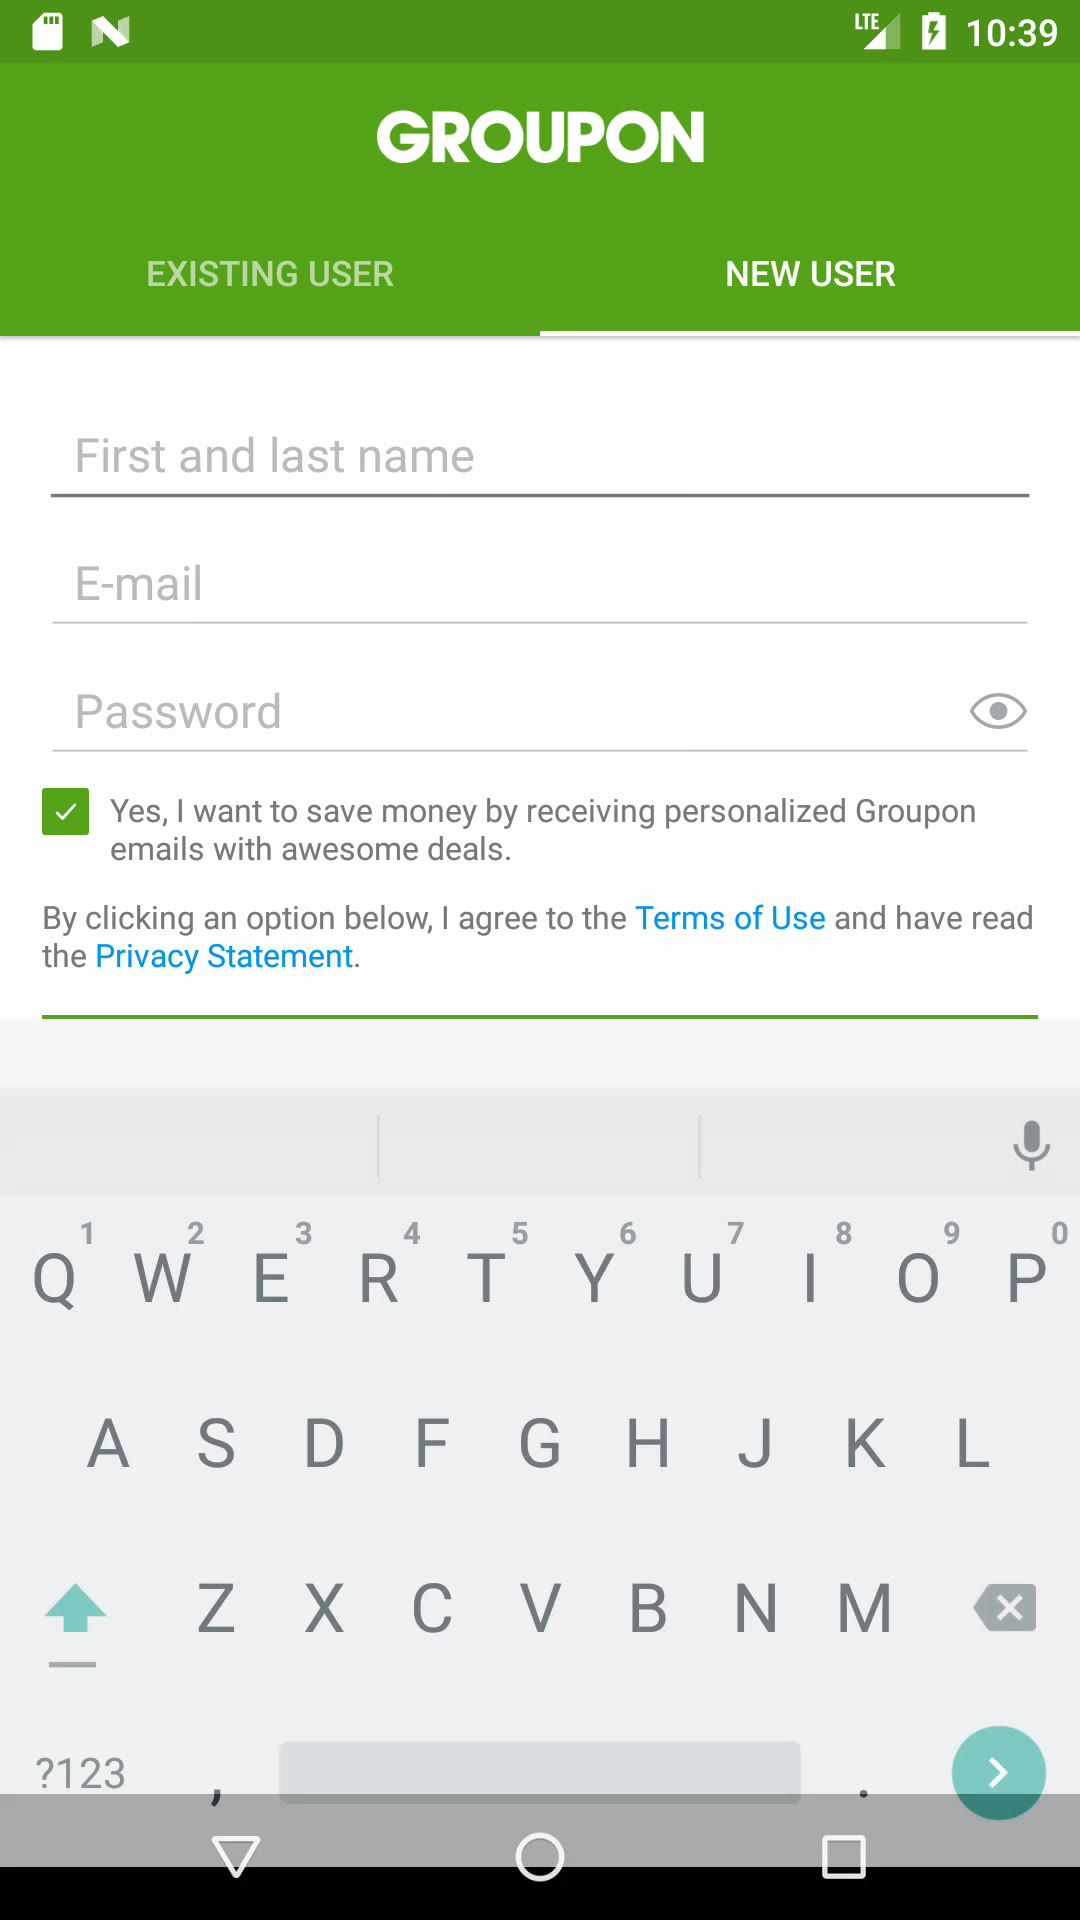 LTE 10:39
GROUPON
EXISTING USER NEW USER
First and last name
E-mail
Password
Yes, I want to save money by receiving personalized Groupon
emails with awesome deals.
By clicking an option below, I agree to the Terms of Use and have read
the Privacy Statement.
1 2 3 4 5 6 7 8 9 0
Q W E R T Y U I O P
A S D F G H J K L
Z X C V B N M
?123 , .